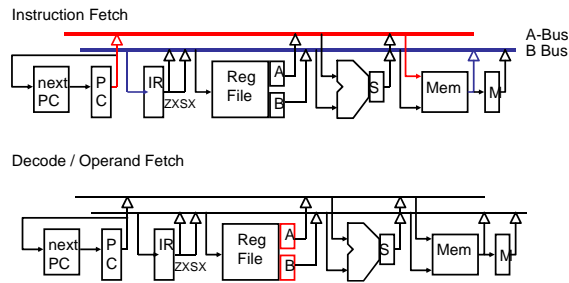 Instruction Fetch
A-Bus
B Bus
next
PC
P
C
IR
ZXSX
Reg
File
A
B
S
Mem
M
Decode / Operand Fetch
next
PC
P
C
IR
ZXSX
Reg
File
A
B
S
Mem
M